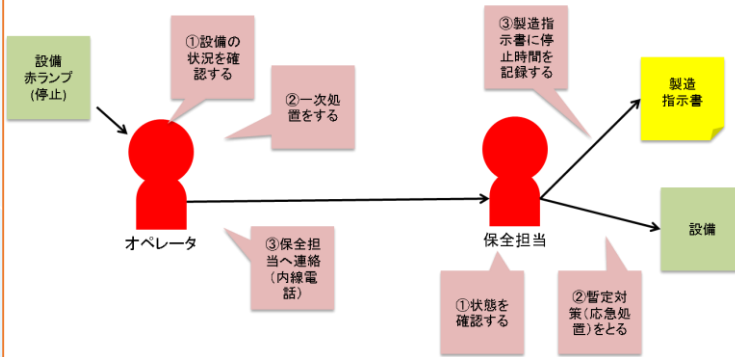 設備
赤ランプ
(停止)
①設備の
状況を確
認する
②一次処
置をする
オペレータ
③保全担
当へ連絡
(内線電
話)
③製造指
示書に停
止時間を
記録する
製造
指示書
保全担当
設備
①状態を
確認する
②暫定対
策(応急処
置)をとる